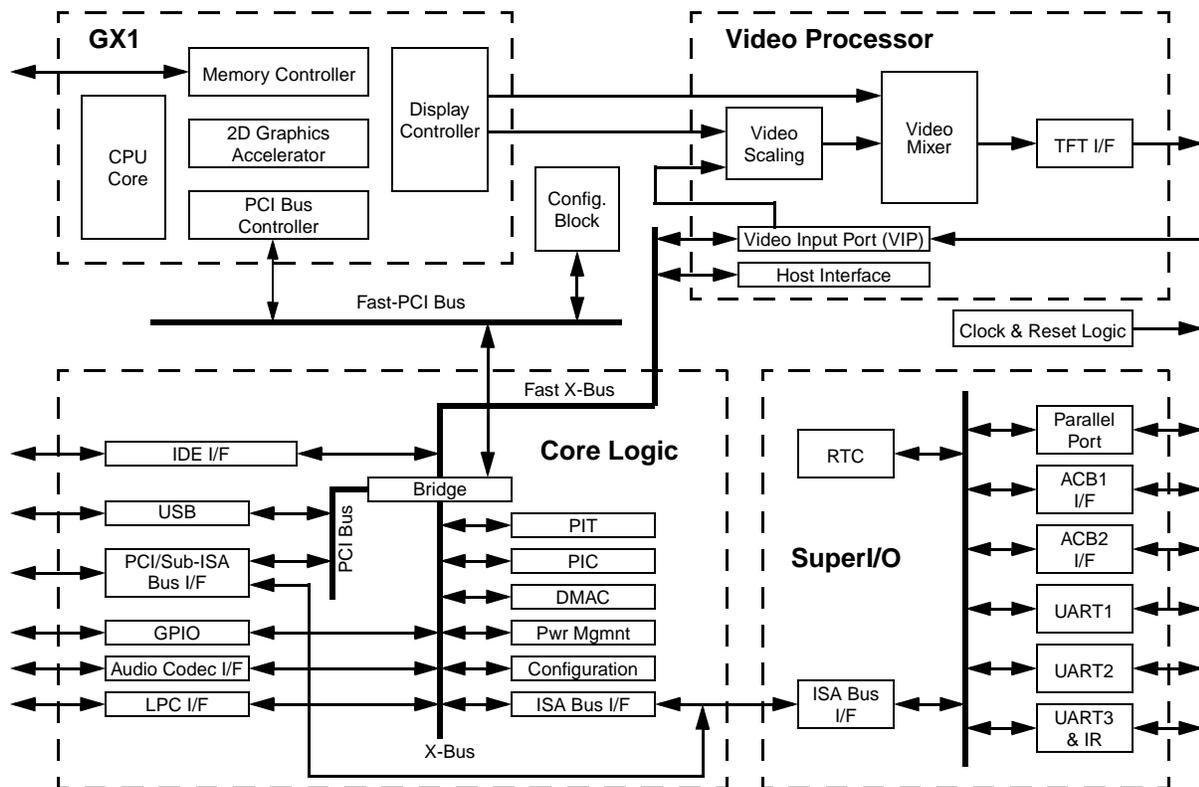 GX1
Memory Controller
CPU
Core
2D Graphics
Accelerator
PCI Bus
Controller
Display
Controller
Config.
Block
Fast-PCI Bus
Video Processor
Video
Scaling
Video
Mixer
TFT I/F
Video Input Port (VIP)
Host Interface
Clock & Reset Logic
Fast X-Bus
Core Logic
IDE I/F
Bridge
USB
PCI Bus
PCI/Sub-ISA
Bus I/F
GPIO
Audio Codec I/F
LPC I/F
PIT
PIC
DMAC
Pwr Mgmnt
Configuration
ISA Bus I/F
X-Bus
SuperI/O
RTC
ISA Bus
I/F
Parallel
Port
ACB1
I/F
ACB2
I/F
UART1
UART2
UART3
& IR